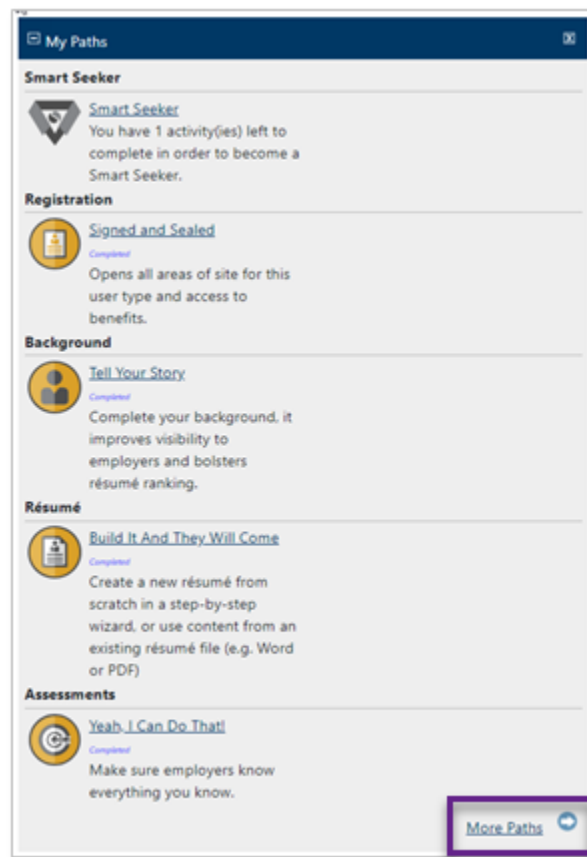 My Paths
Smart Seeker
Smart Seeker
You have 1 activity(ies) left to
complete in order to become a
Smart Seeker.
Registration
Signed and Sealed
Completed
Opens all areas of site for this
user type and access to
benefits.
Background
Tell Your Story
Completed
Complete your background, it
improves visibility to
employers and bolsters
résumé ranking.
Résumé
Build It And They Will Come
Completed
Create a new résumé from
scratch in a step-by-step
wizard, or use content from an
existing résumé file (e.g. Word
or PDF)
Assessments
Yeah, I Can Do That!
Completed
Make sure employers know
everything you know.
More Paths